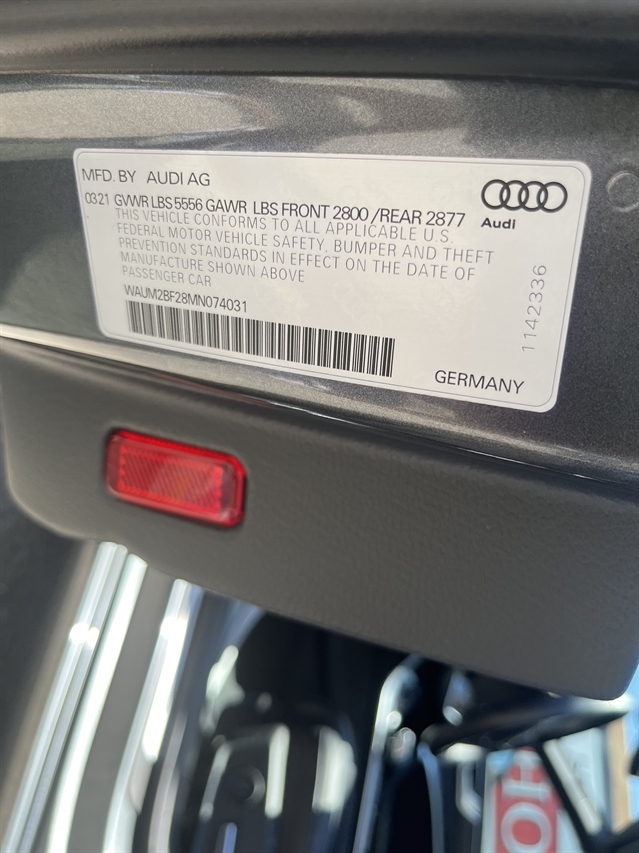 MFD. BY AUDI AG
Audi
0321 GVWR LBS 5556 GAWR LBS FRONT 2800 / REAR 2877
THIS VEHICLE CONFORMS TO ALL APPLICABLE U.S.
FEDERAL MOTOR VEHICLE SAFETY, BUMPER AND THEFT
PREVENTION STANDARDS IN EFFECT ON THE DATE OF
MANUFACTURE SHOWN ABOVE
PASSENGER CAR
WAUM2BF28MN074031
1142336
GERMANY